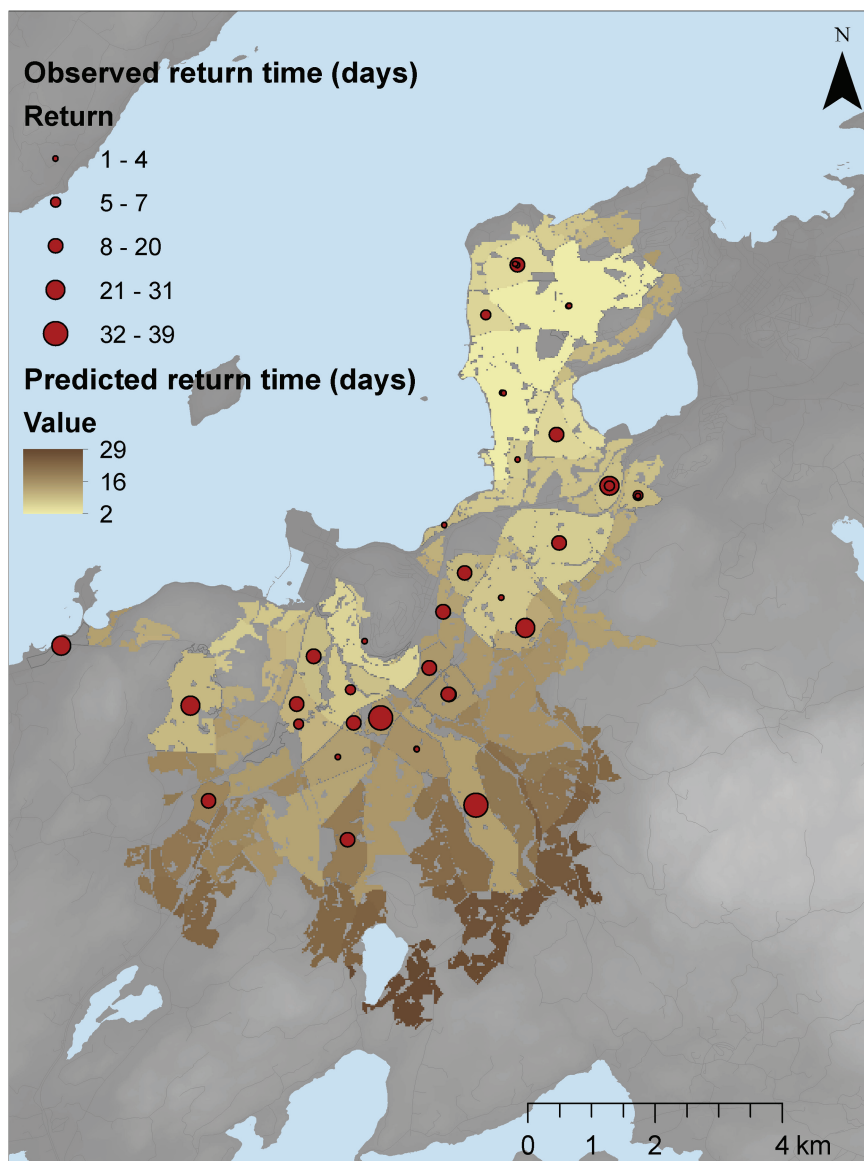 N
Observed return time (days)
Return
1 - 4
5 - 7
8 - 20
21 - 31
32 - 39
Predicted return time (days)
Value
29
16
2
0 1 2 4 km